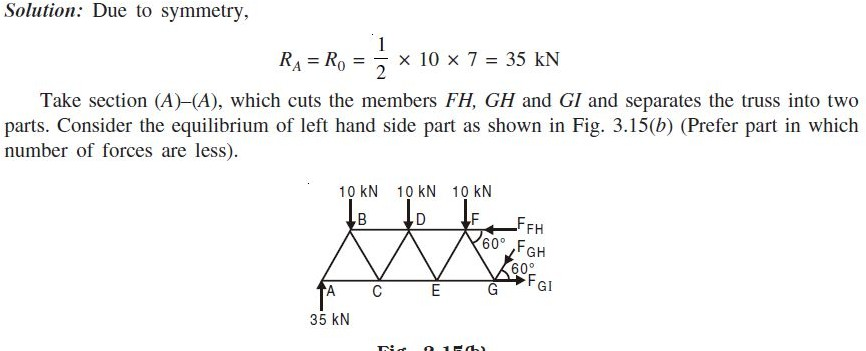 Solution: Due to symmetry,
R_A = R_0 = 1/2 × 10 × 7 = 35 kN
Take section (A)–(A), which cuts the members FH, GH and GI and separates the truss into two
parts. Consider the equilibrium of left hand side part as shown in Fig. 3.15(b) (Prefer part in which
number of forces are less).
10 kN 10 kN 10 kN
B D F F_FH
60° F_GH
60°
A C E G F_GI
35 kN